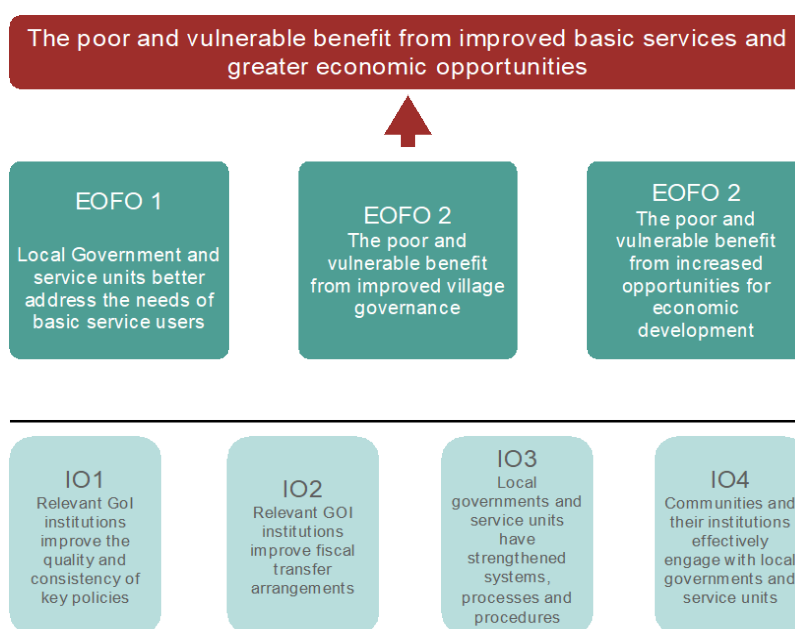 The poor and vulnerable benefit from improved basic services and
greater economic opportunities
EOFO 1
Local Government and
service units better
address the needs of
basic service users
EOFO 2
The poor and
vulnerable benefit
from improved village
governance
EOFO 2
The poor and
vulnerable benefit
from increased
opportunities for
economic
development
IO1
Relevant GoI
institutions
improve the
quality and
consistency of
key policies
IO2
Relevant GOI
institutions
improve fiscal
transfer
arrangements
IO3
Local
governments and
service units
have
strengthened
systems,
processes and
procedures
IO4
Communities and
their institutions
effectively
engage with local
governments and
service units